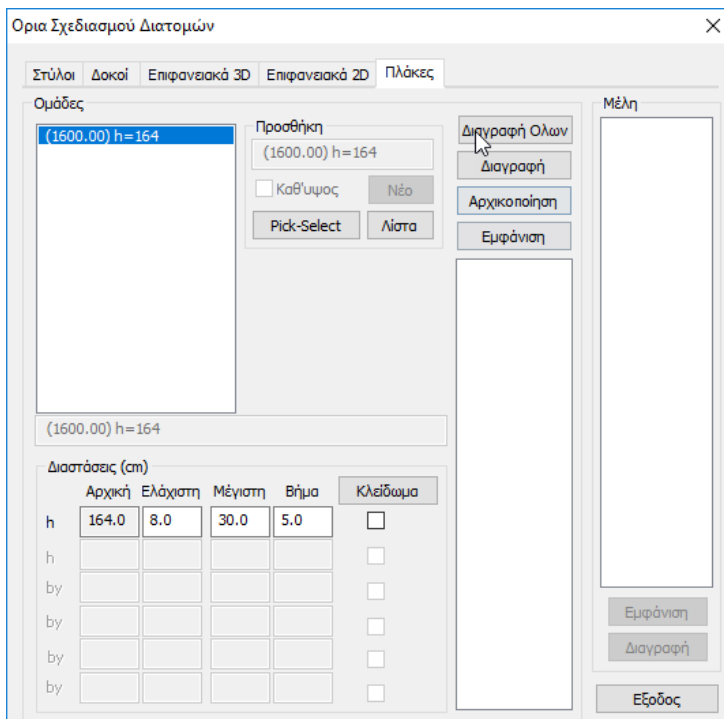 Ορια Σχεδιασμού Διατομών
Στύλοι Δοκοί Επιφανειακά 3D Επιφανειακά 2D Πλάκες
Ομάδες
(1600.00) h=164
Προσθήκη
(1600.00) h=164
Καθ'υψος Νέο
Pick-Select Λίστα
Διαγραφή Ολων
Διαγραφή
Αρχικοποίηση
Εμφάνιση
Μέλη
(1600.00) h=164
Διαστάσεις (cm)
Αρχική Ελάχιστη Μέγιστη Βήμα Κλείδωμα
h 164.0 8.0 30.0 5.0
h
by
by
by
by
Εμφάνιση
Διαγραφή
Εξοδος